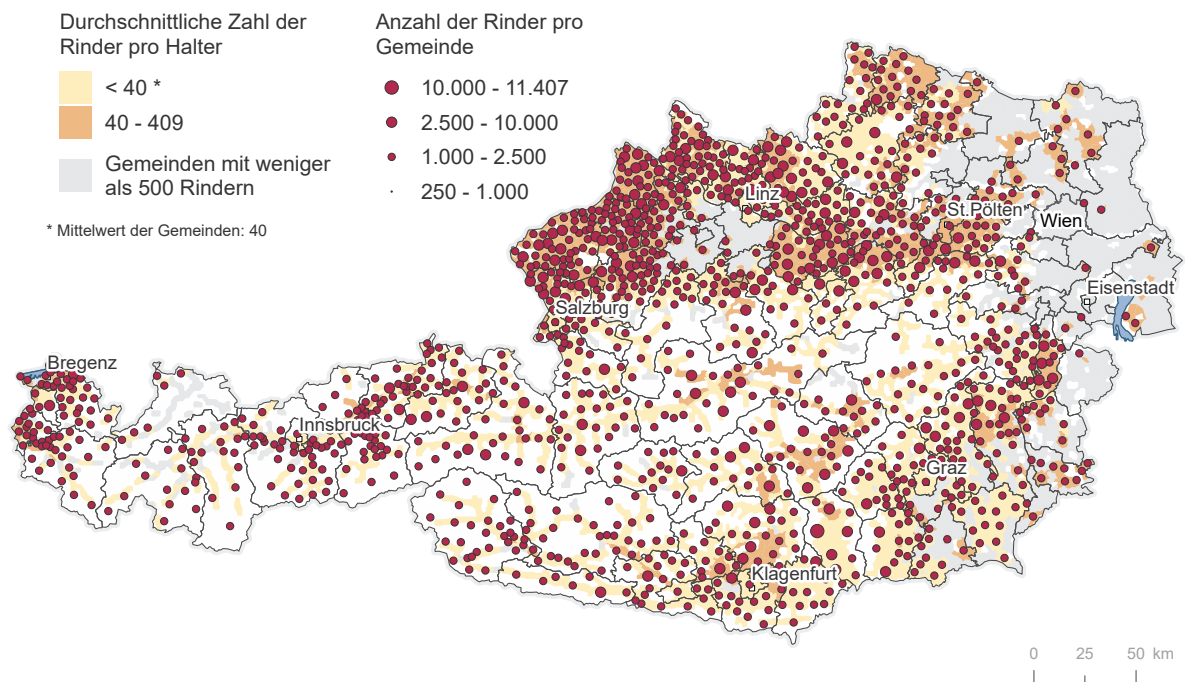 Durchschnittliche Zahl der
Rinder pro Halter
< 40 *
40 - 409
Gemeinden mit weniger
als 500 Rindern
* Mittelwert der Gemeinden: 40
Anzahl der Rinder pro
Gemeinde
10.000 - 11.407
2.500 - 10.000
1.000 - 2.500
250 - 1.000
Linz
St.Pölten
Wien
Eisenstadt
Salzburg
Bregenz
Innsbruck
Graz
Klagenfurt
0 25 50 km